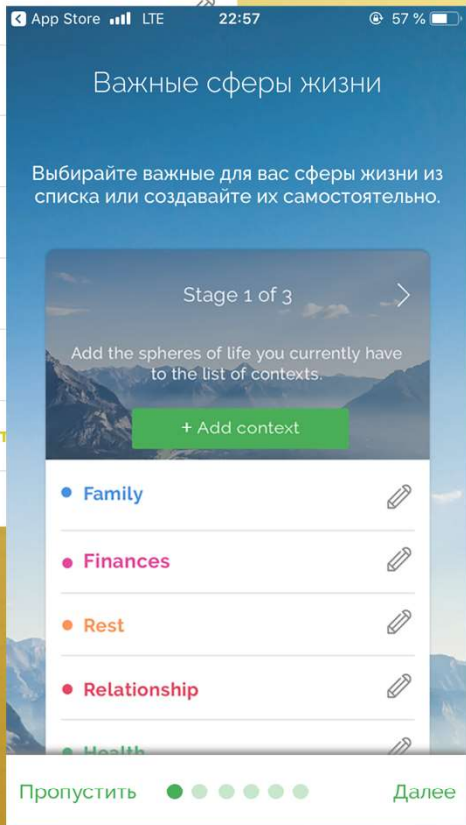 App Store LTE 22:57 57 %
Важные сферы жизни
Выбирайте важные для вас сферы жизни из
списка или создавайте их самостоятельно.
Stage 1 of 3
Add the spheres of life you currently have
to the list of contexts.
+ Add context
Family
Finances
Rest
Relationship
Health
Пропустить Далее